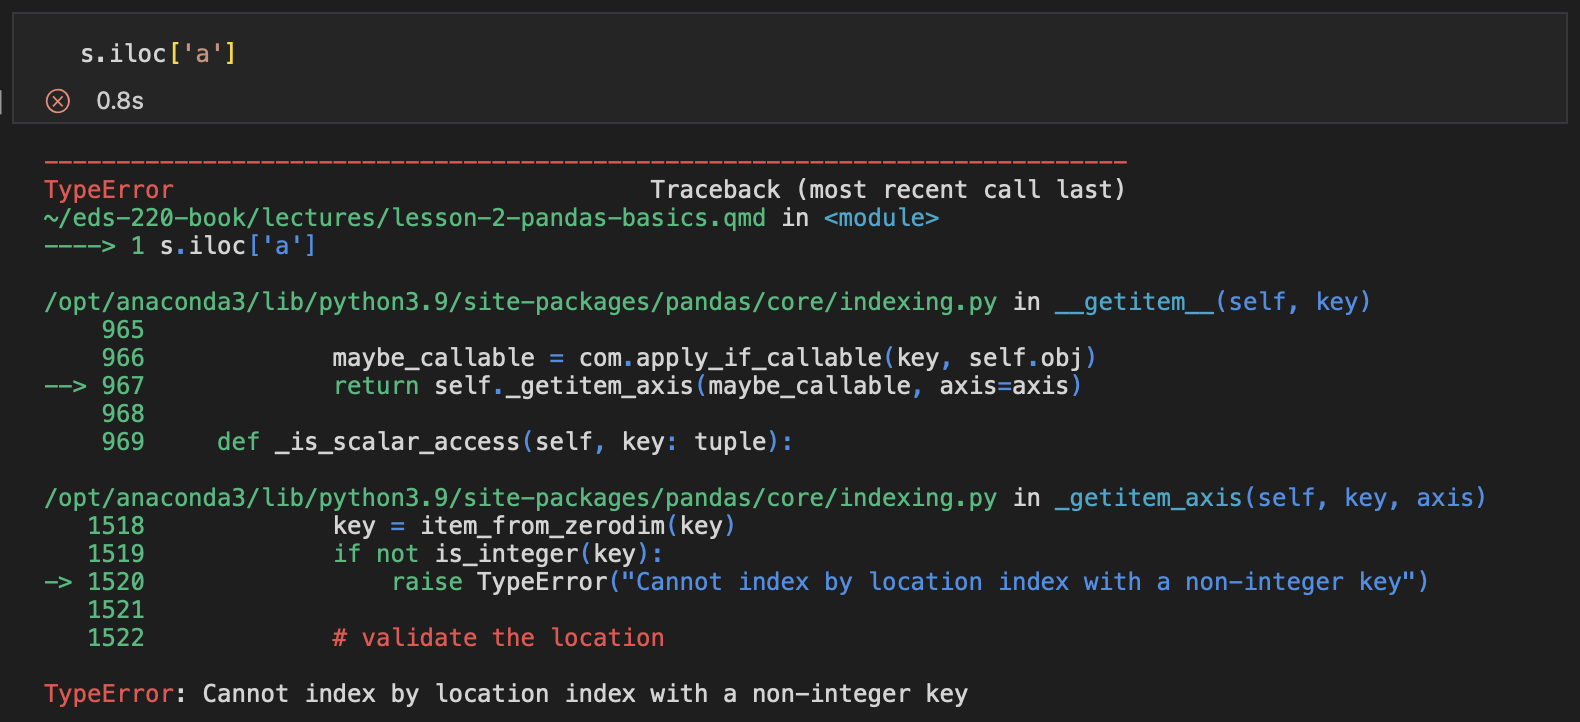 s.iloc['a']
0.8s
---------------------------------------------------------------------------
TypeError                                 Traceback (most recent call last)
~/eds-220-book/lectures/lesson-2-pandas-basics.qmd in <module>
----> 1 s.iloc['a']
/opt/anaconda3/lib/python3.9/site-packages/pandas/core/indexing.py in __getitem__(self, key)
    965
    966             maybe_callable = com.apply_if_callable(key, self.obj)
--> 967             return self._getitem_axis(maybe_callable, axis=axis)
    968
    969     def _is_scalar_access(self, key: tuple):
/opt/anaconda3/lib/python3.9/site-packages/pandas/core/indexing.py in _getitem_axis(self, key, axis)
   1518             key = item_from_zerodim(key)
   1519             if not is_integer(key):
-> 1520                 raise TypeError("Cannot index by location index with a non-integer key")
   1521
   1522             # validate the location
TypeError: Cannot index by location index with a non-integer key